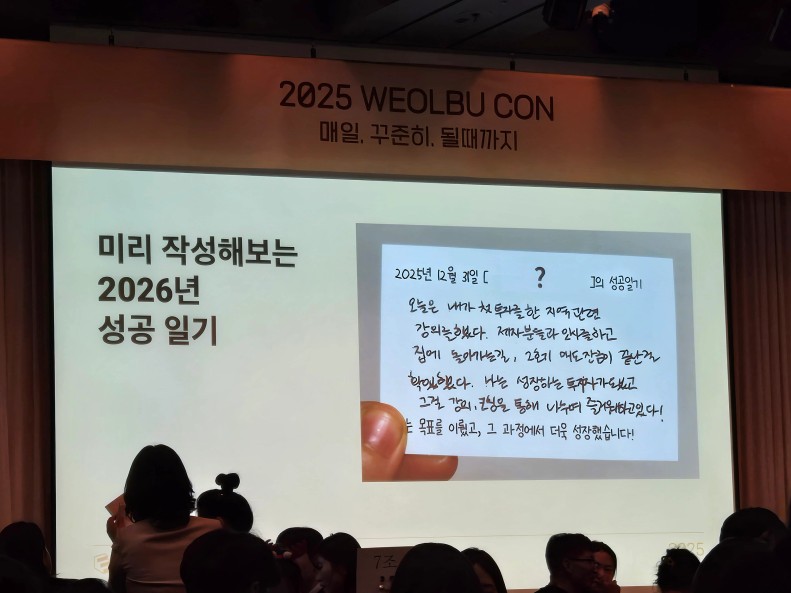 2025 WEOLBU CON
매일, 꾸준히, 될때까지
미리 작성해보는
2026년
성공 일기
2025년 12월 31일 [ ? ]의 성공일기
오늘은 내가 첫 투자를 한 지역 관련
강의를 했다. 제자분들과 식사를 하고
집에 돌아가는길, 2호기 매도잔금이 끝난걸
확인했다. 나는 성장하는 투자자가 되었고
그걸 강의, 코칭을 통해 나누며 즐거워하고있다!
는 목표를 이뤘고, 그 과정에서 더욱 성장했습니다!
7조
2025